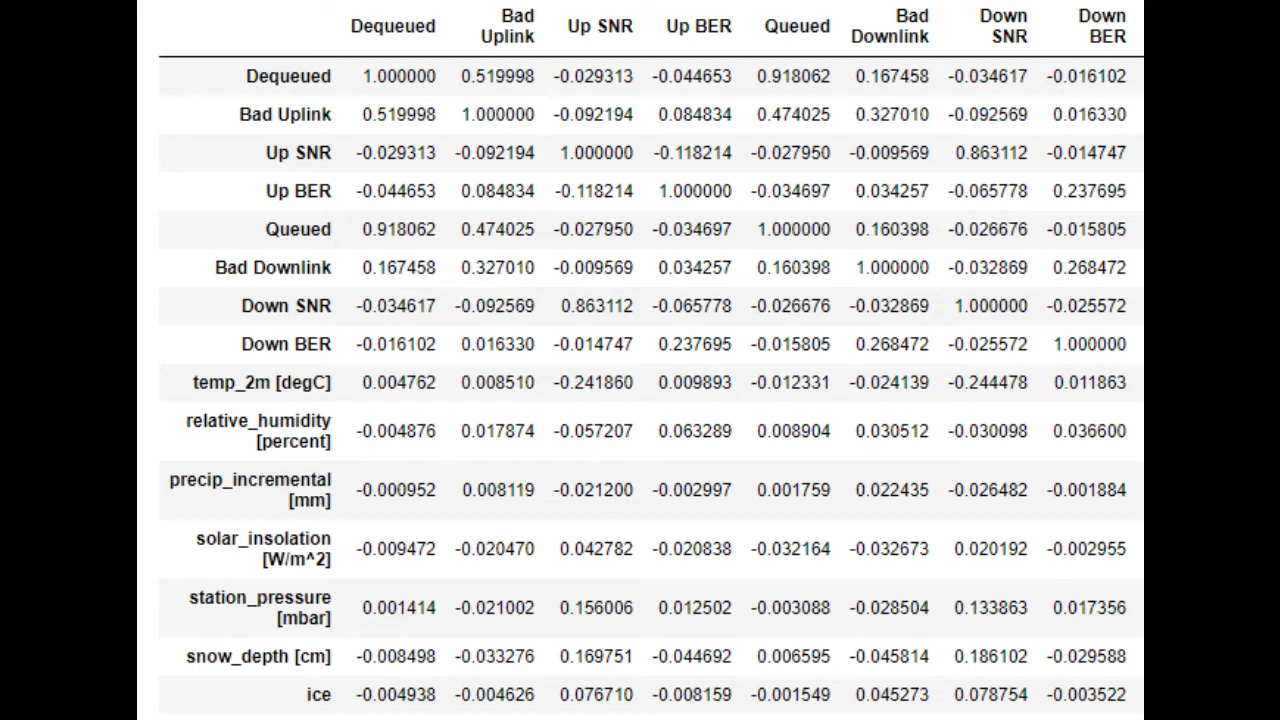 Dequeued Bad Uplink Up SNR Up BER Queued Bad Downlink Down SNR Down BER
Dequeued 1.000000 0.519998 -0.029313 -0.044653 0.918062 0.167458 -0.034617 -0.016102
Bad Uplink 0.519998 1.000000 -0.092194 0.084834 0.474025 0.327010 -0.092569 0.016330
Up SNR -0.029313 -0.092194 1.000000 -0.118214 -0.027950 -0.009569 0.863112 -0.014747
Up BER -0.044653 0.084834 -0.118214 1.000000 -0.034697 0.034257 -0.065778 0.237695
Queued 0.918062 0.474025 -0.027950 -0.034697 1.000000 0.160398 -0.026676 -0.015805
Bad Downlink 0.167458 0.327010 -0.009569 0.034257 0.160398 1.000000 -0.032869 0.268472
Down SNR -0.034617 -0.092569 0.863112 -0.065778 -0.026676 -0.032869 1.000000 -0.025572
Down BER -0.016102 0.016330 -0.014747 0.237695 -0.015805 0.268472 -0.025572 1.000000
temp_2m [degC] 0.004762 0.008510 -0.241860 0.009893 -0.012331 -0.024139 -0.244478 0.011863
relative_humidity [percent] -0.004876 0.017874 -0.057207 0.063289 0.008904 0.030512 -0.030098 0.036600
precip_incremental [mm] -0.000952 0.008119 -0.021200 -0.002997 0.001759 0.022435 -0.026482 -0.001884
solar_insolation [W/m^2] -0.009472 -0.020470 0.042782 -0.020838 -0.032164 -0.032673 0.020192 -0.002955
station_pressure [mbar] 0.001414 -0.021002 0.156006 0.012502 -0.003088 -0.028504 0.133863 0.017356
snow_depth [cm] -0.008498 -0.033276 0.169751 -0.044692 0.006595 -0.045814 0.186102 -0.029588
ice -0.004938 -0.004626 0.076710 -0.008159 -0.001549 0.045273 0.078754 -0.003522